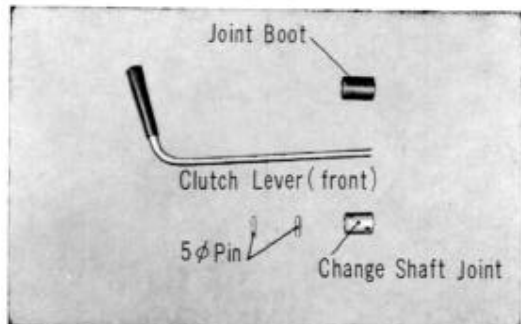 Joint Boot
Clutch Lever (front)
5φ Pin
Change Shaft Joint